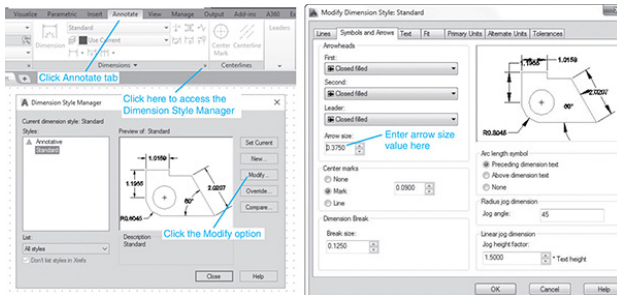 Visualize Parametric Insert Annotate View Manage Output Add-ins A360
Standard
Use Current
Dimension
Center Mark
Centerline
Leaders
Dimensions
Centerlines
Click Annotate tab
Click here to access the
Dimension Style Manager
Dimension Style Manager
Current dimension style: Standard
Styles:
Preview of: Standard
Annotative
Standard
Set Current
New...
Modify...
Override...
Compare...
1.0159
1.1955
2.0207
60°
R0.8045
Click the Modify option
List:
All styles
Don't list styles in Xrefs
Description
Standard
Close
Help
Modify Dimension Style: Standard
Lines Symbols and Arrows Text Fit Primary Units Alternate Units Tolerances
Arrowheads
First:
Closed filled
Second:
Closed filled
Leader:
Closed filled
Arrow size:
0.3750
Enter arrow size
value here
Center marks
None
Mark
0.0900
Line
Dimension Break
Break size:
0.1250
1.0159
1.1955
2.0207
60°
R0.8045
Arc length symbol
Preceding dimension text
Above dimension text
None
Radius jog dimension
Jog angle: 45
Linear jog dimension
Jog height factor:
1.5000 * Text height
OK
Cancel
Help